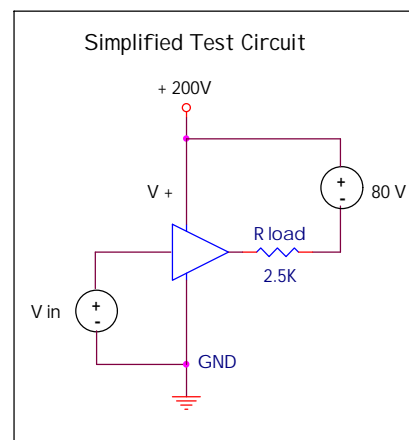 Simplified Test Circuit
+ 200V
V +
+
-
80 V
R load
2.5K
V in
+
-
GND